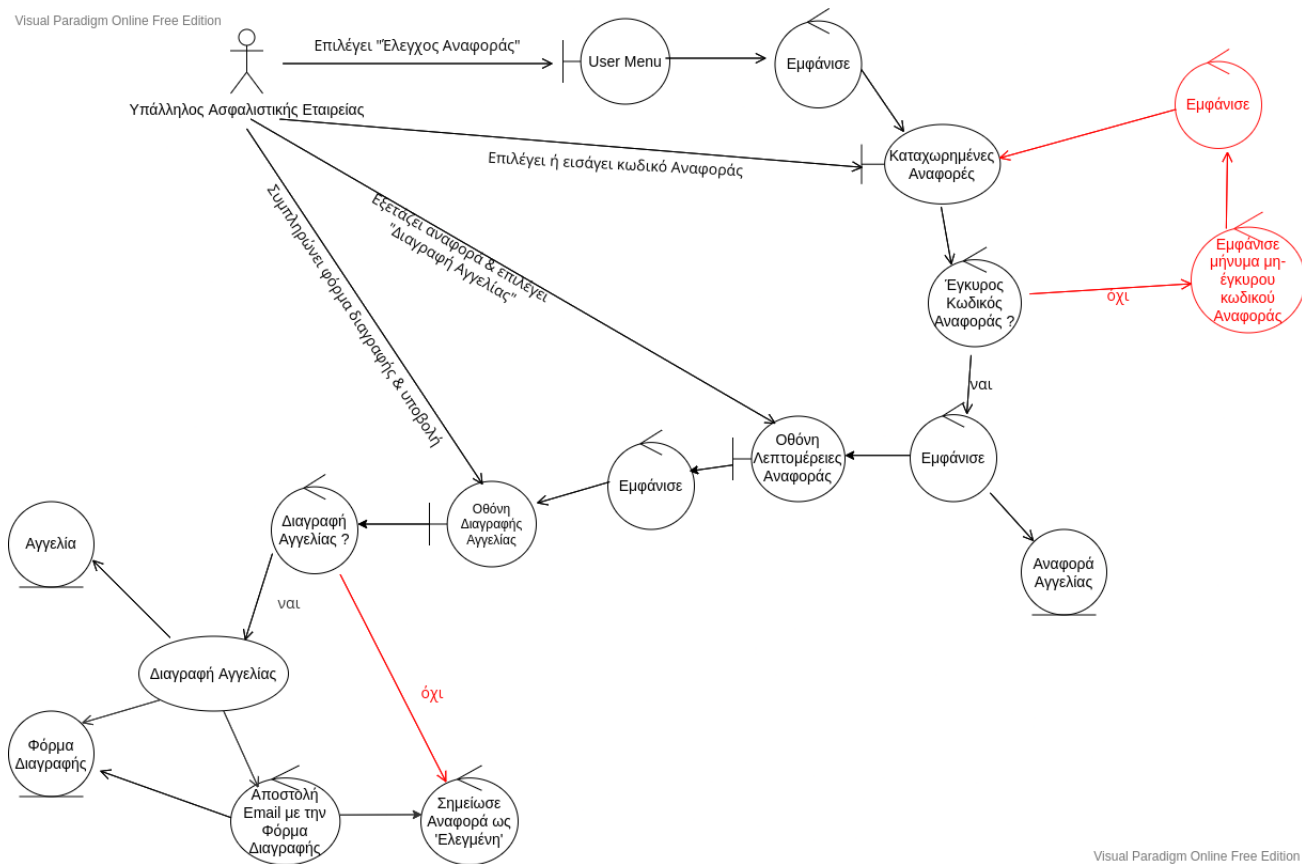 Visual Paradigm Online Free Edition
Επιλέγει "Έλεγχος Αναφοράς"
User Menu
Εμφάνισε
Εμφάνισε
Υπάλληλος Ασφαλιστικής Εταιρείας
Επιλέγει ή εισάγει κωδικό Αναφοράς
Καταχωρημένες
Αναφορές
Εξετάζει αναφορα & επιλέγει
"Διαγραφή Αγγελίας"
Συμπληρώνει φόρμα διαγραφής & υποβολή
Έγκυρος
Κωδικός
Αναφοράς ?
όχι
Εμφάνισε
μήνυμα μη-
έγκυρου
κωδικού
Αναφοράς
ναι
Εμφάνισε
Οθόνη
Λεπτομέρειες
Αναφοράς
Εμφάνισε
Οθόνη
Διαγραφής
Αγγελίας
Διαγραφή
Αγγελίας ?
Αγγελία
Αναφορά
Αγγελίας
ναι
Διαγραφή Αγγελίας
όχι
Φόρμα
Διαγραφής
Αποστολή
Email με την
Φόρμα
Διαγραφής
Σημείωσε
Αναφορά ως
'Ελεγμένη'
Visual Paradigm Online Free Edition